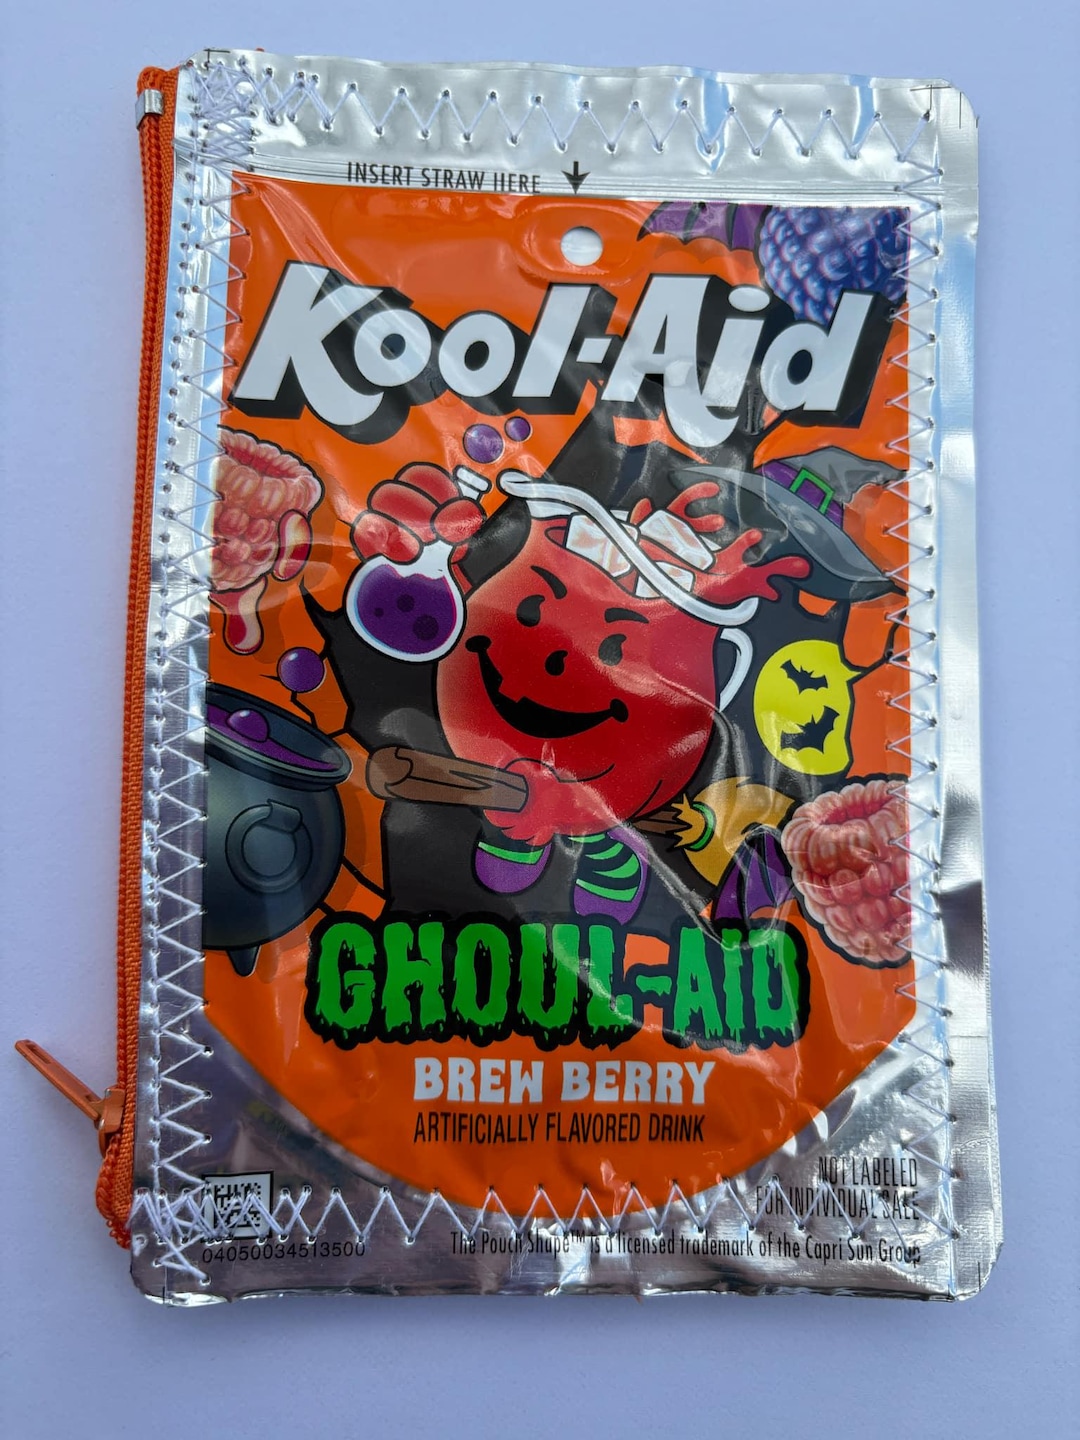 INSERT STRAW HERE
Kool-Aid
GHOUL-AID
BREW BERRY
ARTIFICIALLY FLAVORED DRINK
NOT LABELED
FOR INDIVIDUAL SALE
04050034513500
The Pouch Shape™ is a licensed trademark of the Capri Sun Group